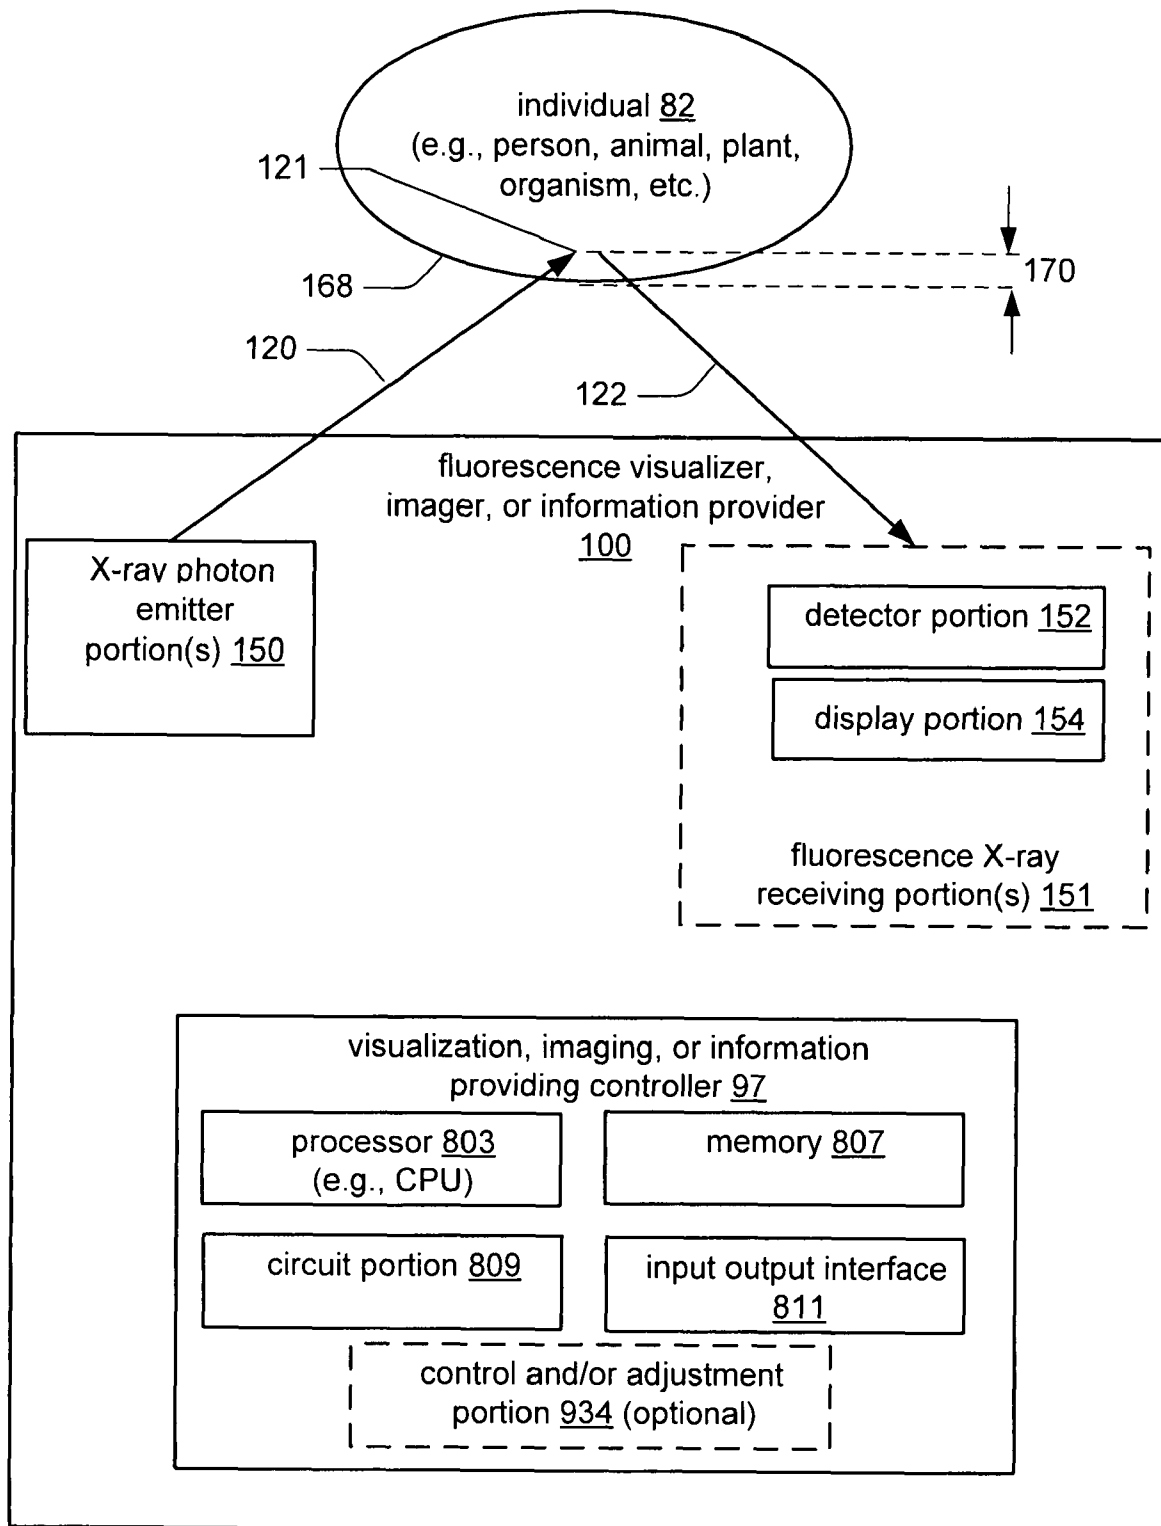 individual 82
(e.g., person, animal, plant,
organism, etc.)
121
168
170
120
122
fluorescence visualizer,
imager, or information provider
100
X-ray photon
emitter
portion(s) 150
detector portion 152
display portion 154
fluorescence X-ray
receiving portion(s) 151
visualization, imaging, or information
providing controller 97
processor 803
(e.g., CPU)
memory 807
circuit portion 809
input output interface
811
control and/or adjustment
portion 934 (optional)